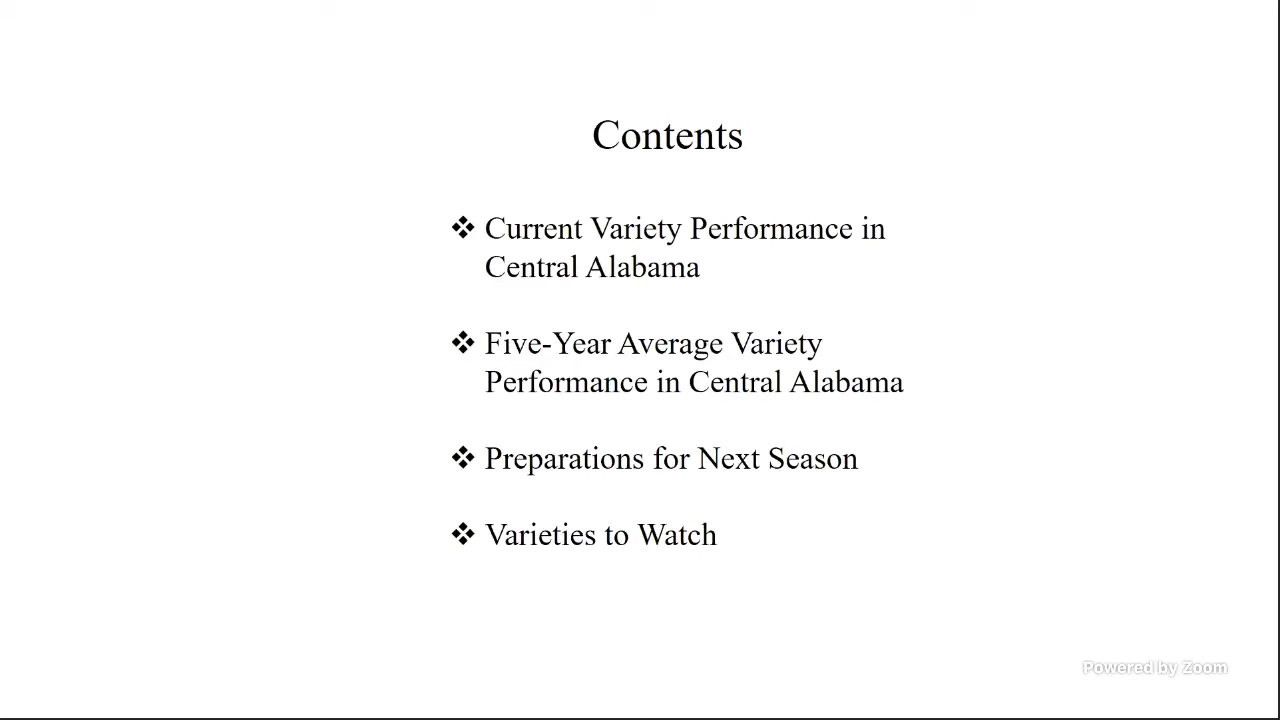 Contents
❖ Current Variety Performance in
Central Alabama
❖ Five-Year Average Variety
Performance in Central Alabama
❖ Preparations for Next Season
❖ Varieties to Watch
Powered by Zoom